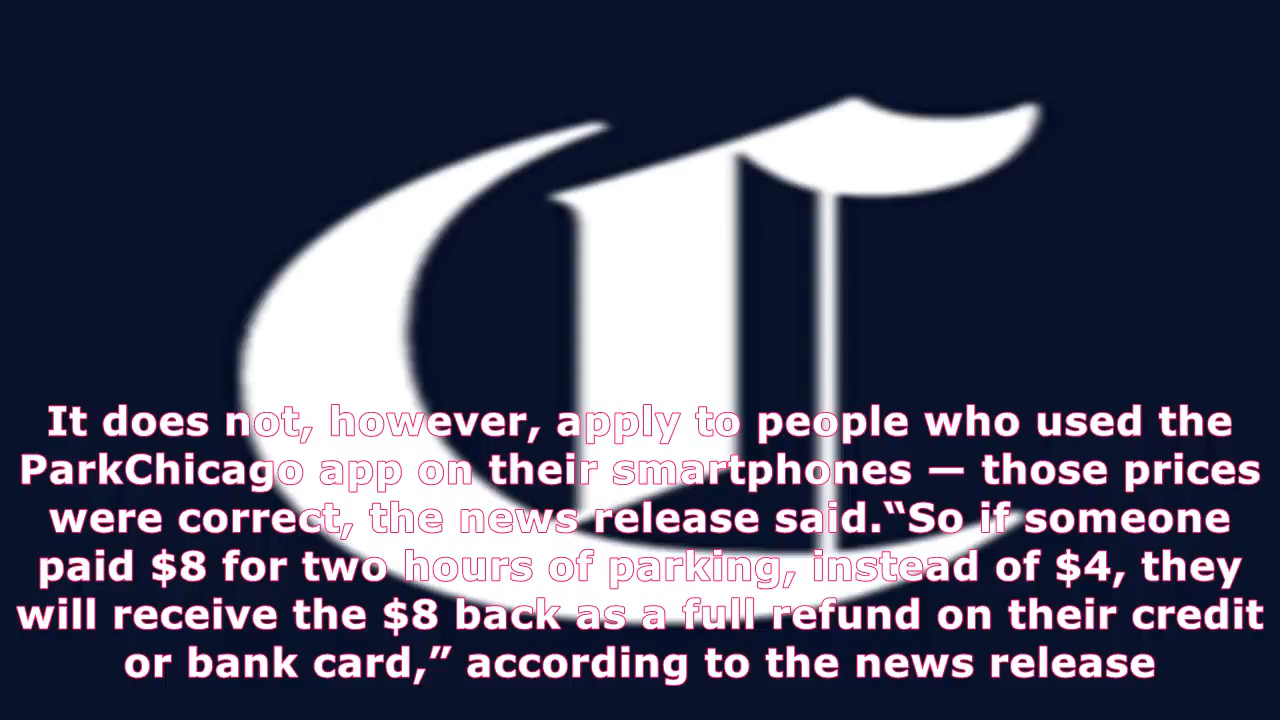 It does not, however, apply to people who used the
ParkChicago app on their smartphones — those prices
were correct, the news release said.“So if someone
paid $8 for two hours of parking, instead of $4, they
will receive the $8 back as a full refund on their credit
or bank card,” according to the news release